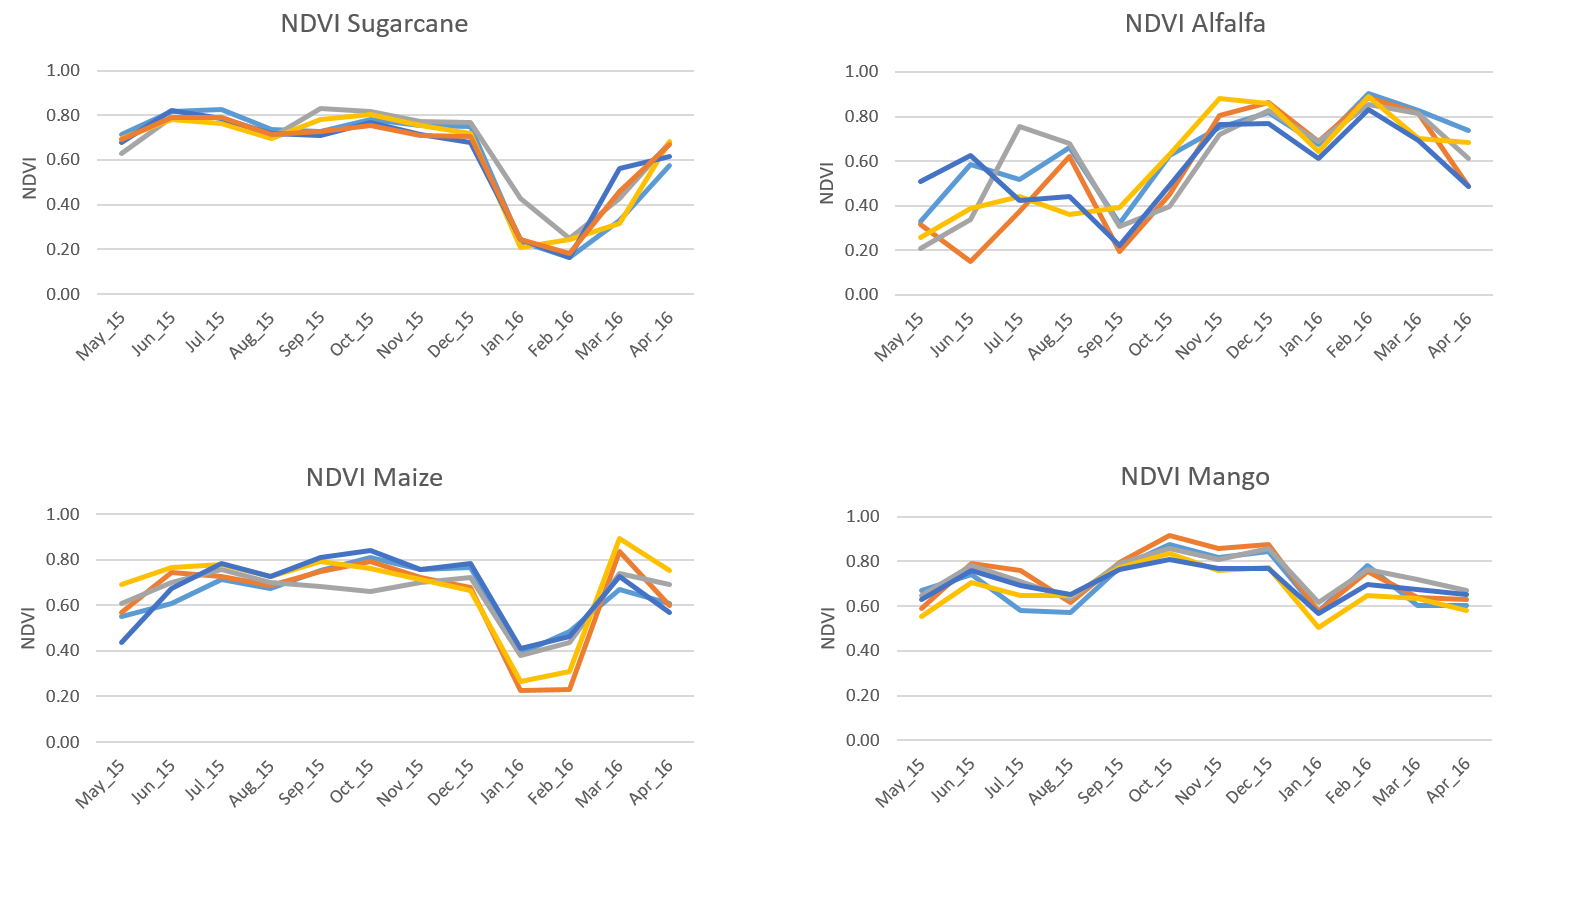 NDVI Sugarcane
NDVI
1.00
0.80
0.60
0.40
0.20
0.00
May_15
Jun_15
Jul_15
Aug_15
Sep_15
Oct_15
Nov_15
Dec_15
Jan_16
Feb_16
Mar_16
Apr_16
NDVI Alfalfa
NDVI
1.00
0.80
0.60
0.40
0.20
0.00
May_15
Jun_15
Jul_15
Aug_15
Sep_15
Oct_15
Nov_15
Dec_15
Jan_16
Feb_16
Mar_16
Apr_16
NDVI Maize
NDVI
1.00
0.80
0.60
0.40
0.20
0.00
May_15
Jun_15
Jul_15
Aug_15
Sep_15
Oct_15
Nov_15
Dec_15
Jan_16
Feb_16
Mar_16
Apr_16
NDVI Mango
NDVI
1.00
0.80
0.60
0.40
0.20
0.00
May_15
Jun_15
Jul_15
Aug_15
Sep_15
Oct_15
Nov_15
Dec_15
Jan_16
Feb_16
Mar_16
Apr_16